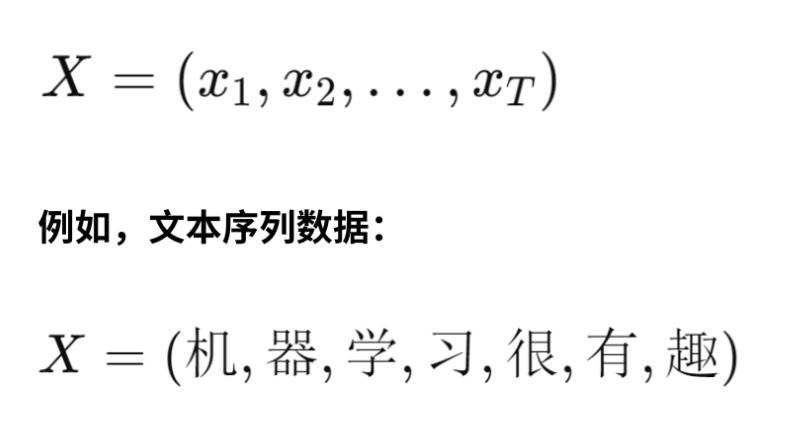 X = (x₁, x₂, . . . , x_T)
例如，文本序列数据：
X = (机, 器, 学, 习, 很, 有, 趣)